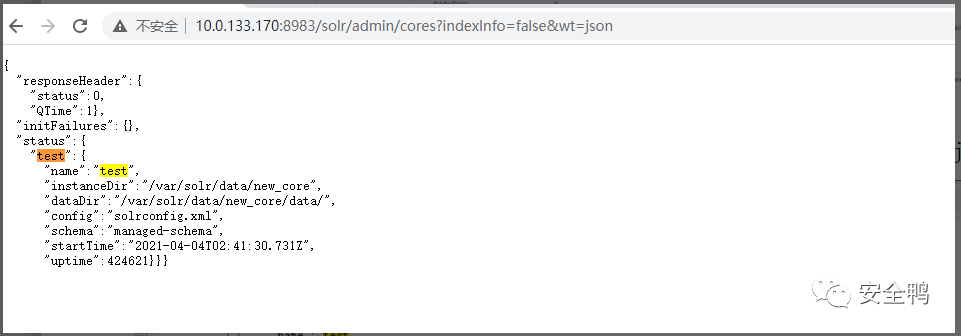 不安全 10.0.133.170:8983/solr/admin/cores?indexInfo=false&wt=json
{
"responseHeader":{
"status":0,
"QTime":1},
"initFailures":{},
"status":{
"test":{
"name":"test",
"instanceDir":"/var/solr/data/new_core",
"dataDir":"/var/solr/data/new_core/data/",
"config":"solrconfig.xml",
"schema":"managed-schema",
"startTime":"2021-04-04T02:41:30.731Z",
"uptime":424621}}}
安全鸭